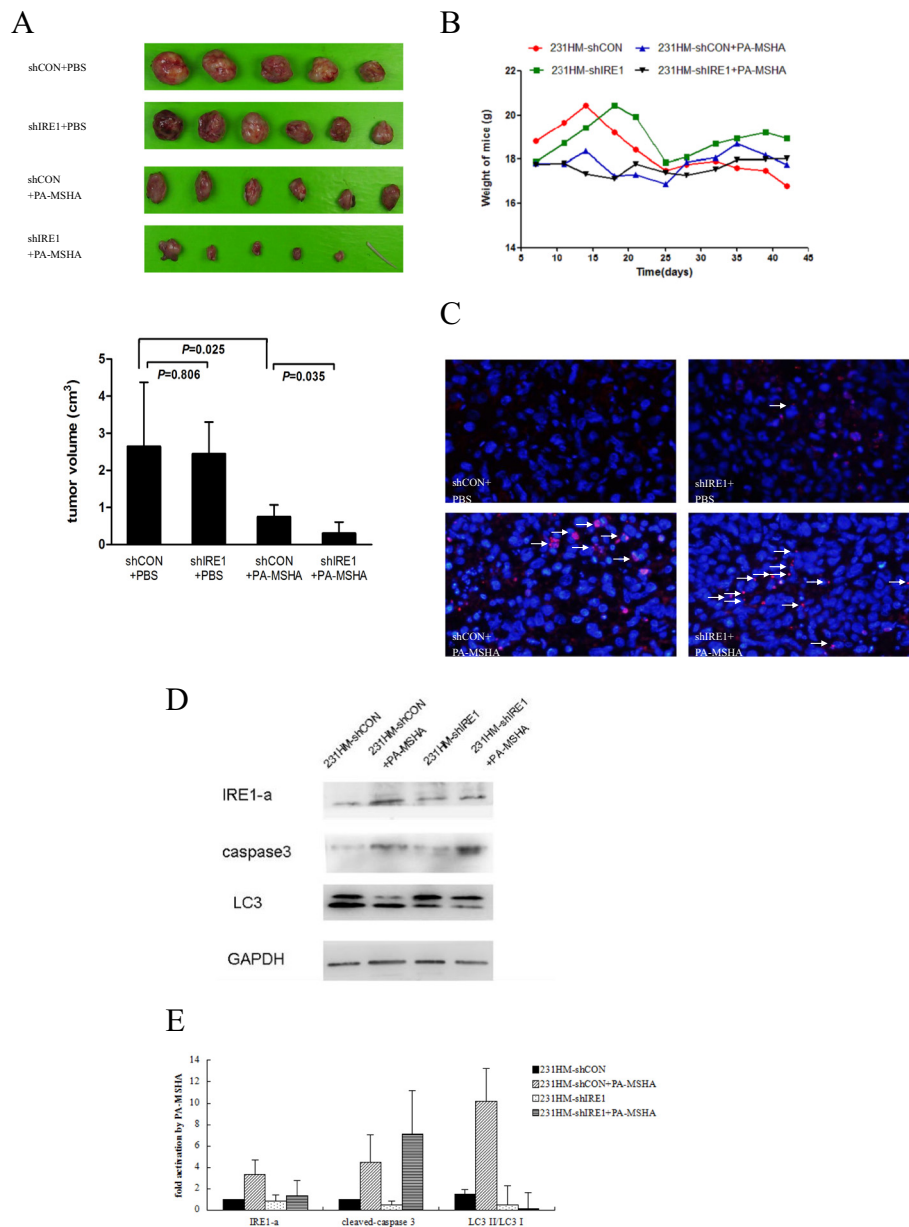 A
shCON+PBS
shIRE1+PBS
shCON
+PA-MSHA
shIRE1
+PA-MSHA
B
231HM-shCON
231HM-shCON+PA-MSHA
231HM-shIRE1
231HM-shIRE1+PA-MSHA
Weight of mice (g)
22
20
18
16
14
5 10 15 20 25 30 35 40 45
Time(days)
P=0.025
P=0.806
P=0.035
tumor volume (cm³)
5
4
3
2
1
0
shCON
+PBS
shIRE1
+PBS
shCON
+PA-MSHA
shIRE1
+PA-MSHA
C
shCON+
PBS
shIRE1+
PBS
shCON+
PA-MSHA
shIRE1+
PA-MSHA
D
231HM-shCON
231HM-shCON
+PA-MSHA
231HM-shIRE1
231HM-shIRE1
+PA-MSHA
IRE1-a
caspase3
LC3
GAPDH
E
fold activation by PA-MSHA
14
12
10
8
6
4
2
0
IRE1-a
cleaved-caspase 3
LC3 II/LC3 I
231HM-shCON
231HM-shCON+PA-MSHA
231HM-shIRE1
231HM-shIRE1+PA-MSHA